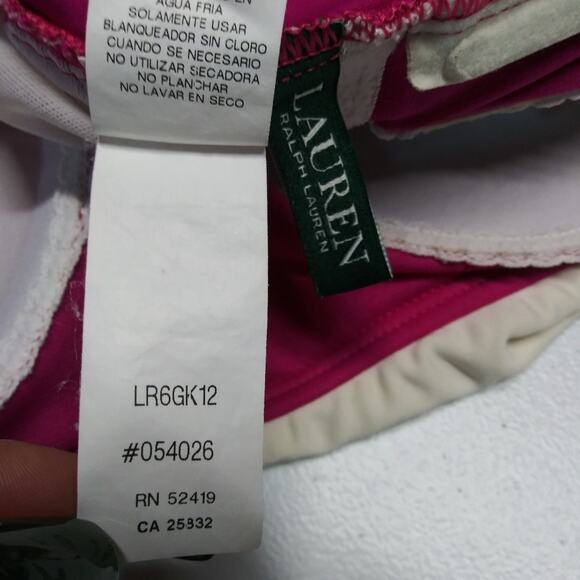 AGUA FRIA
SOLAMENTE USAR
BLANQUEADOR SIN CLORO
CUANDO SE NECESARIO
NO UTILIZAR SECADORA
NO PLANCHAR
NO LAVAR EN SECO
LAUREN
RALPH LAUREN
LR6GK12
#054026
RN 52419
CA 25832